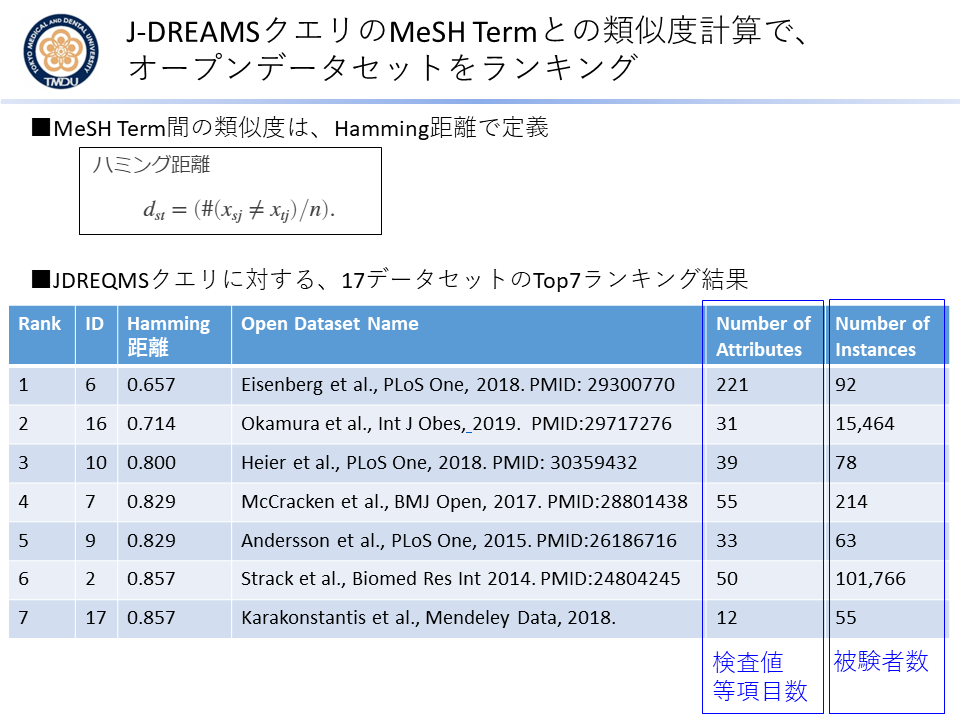 TOKYO MEDICAL AND DENTAL UNIVERSITY
TMDU
J-DREAMSクエリのMeSH Termとの類似度計算で、
オープンデータセットをランキング
■MeSH Term間の類似度は、Hamming距離で定義
ハミング距離
d_st = (#(x_sj ≠ x_tj)/n).
■JDREQMSクエリに対する、17データセットのTop7ランキング結果
Rank ID Hamming距離 Open Dataset Name Number of Attributes Number of Instances
1 6 0.657 Eisenberg et al., PLoS One, 2018. PMID: 29300770 221 92
2 16 0.714 Okamura et al., Int J Obes, 2019. PMID:29717276 31 15,464
3 10 0.800 Heier et al., PLoS One, 2018. PMID: 30359432 39 78
4 7 0.829 McCracken et al., BMJ Open, 2017. PMID:28801438 55 214
5 9 0.829 Andersson et al., PLoS One, 2015. PMID:26186716 33 63
6 2 0.857 Strack et al., Biomed Res Int 2014. PMID:24804245 50 101,766
7 17 0.857 Karakonstantis et al., Mendeley Data, 2018. 12 55
検査値
等項目数
被験者数